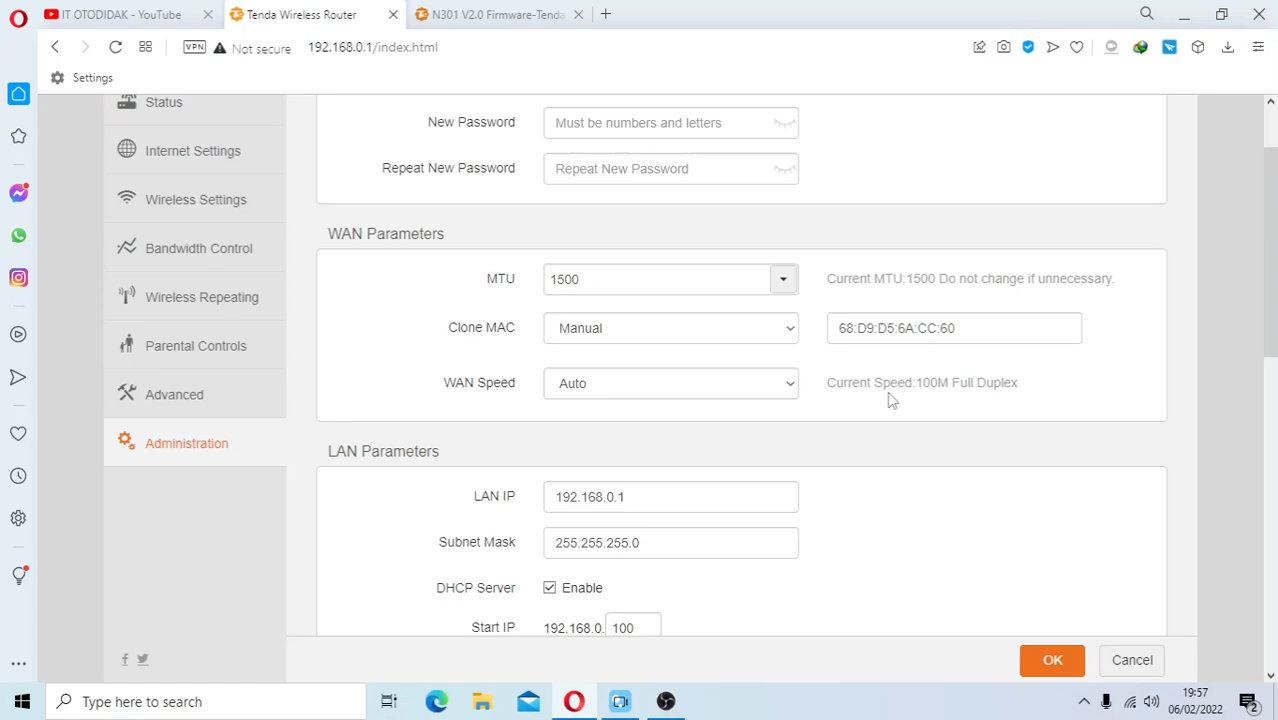 IT OTODIDAK - YouTube
Tenda Wireless Router
N301 V2.0 Firmware-Tenda
VPN
Not secure
192.168.0.1/index.html
Settings
Status
Internet Settings
Wireless Settings
Bandwidth Control
Wireless Repeating
Parental Controls
Advanced
Administration
New Password
Must be numbers and letters
Repeat New Password
Repeat New Password
WAN Parameters
MTU
1500
Current MTU:1500 Do not change if unnecessary.
Clone MAC
Manual
68:D9:D5:6A:CC:60
WAN Speed
Auto
Current Speed:100M Full Duplex
LAN Parameters
LAN IP
192.168.0.1
Subnet Mask
255.255.255.0
DHCP Server
Enable
Start IP
192.168.0.
100
OK
Cancel
Type here to search
19:57
06/02/2022
2